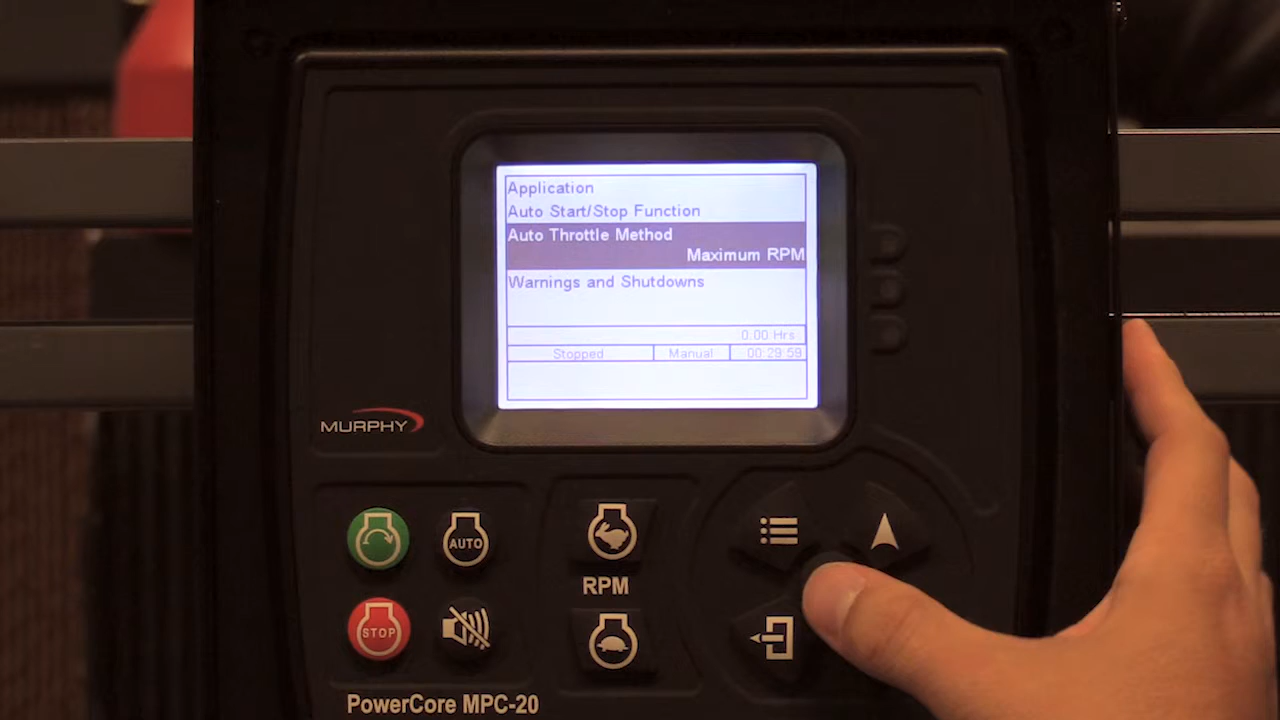 Application
Auto Start/Stop Function
Auto Throttle Method
Maximum RPM
Warnings and Shutdowns
0.00 Hrs
Stopped Manual 00:29:59
MURPHY
AUTO
RPM
STOP
PowerCore MPC-20